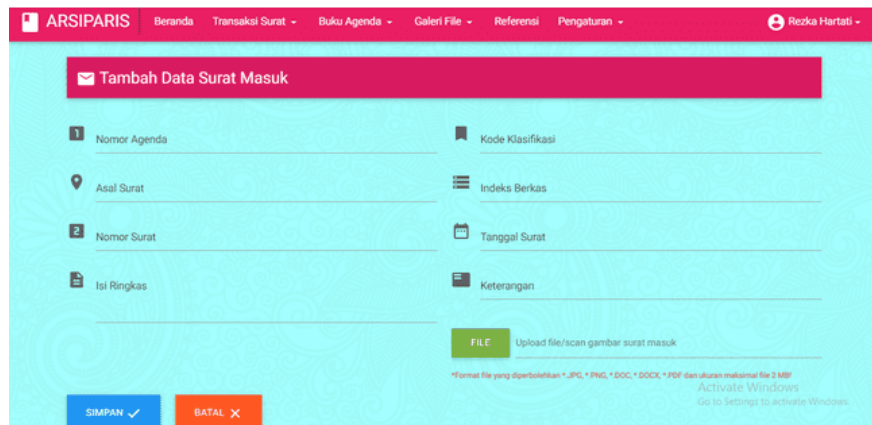 ARSIPARIS Beranda Transaksi Surat Buku Agenda Galeri File Referensi Pengaturan Rezka Hartati
Tambah Data Surat Masuk
1 Nomor Agenda
Kode Klasifikasi
Asal Surat
Indeks Berkas
2 Nomor Surat
Tanggal Surat
Isi Ringkas
Keterangan
FILE Upload file/scan gambar surat masuk
*Format file yang diperbolehkan *.JPG, *.PNG, *.DOC, *.DOCX, *.PDF dan ukuran maksimal file 2 MB!
Activate Windows
Go to Settings to activate Windows.
SIMPAN BATAL